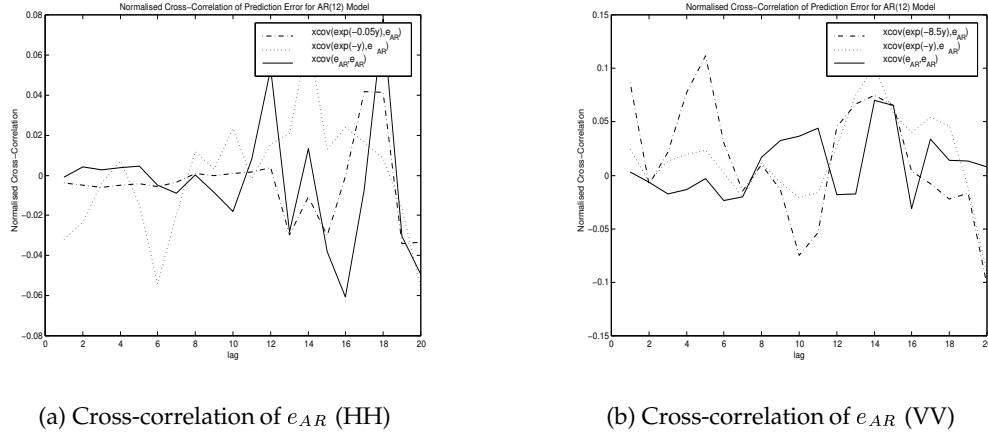 Normalised Cross-Correlation of Prediction Error for AR(12) Model
xcov(exp(-0.05y),e_AR)
xcov(exp(-y),e_AR)
xcov(e_AR,e_AR)
Normalised Cross-Correlation
0.08
0.06
0.04
0.02
0
-0.02
-0.04
-0.06
-0.08
0 2 4 6 8 10 12 14 16 18 20
lag
(a) Cross-correlation of e_AR (HH)
Normalised Cross-Correlation of Prediction Error for AR(12) Model
xcov(exp(-8.5y),e_AR)
xcov(exp(-y),e_AR)
xcov(e_AR,e_AR)
Normalised Cross-Correlation
0.15
0.1
0.05
0
-0.05
-0.1
-0.15
0 2 4 6 8 10 12 14 16 18 20
lag
(b) Cross-correlation of e_AR (VV)